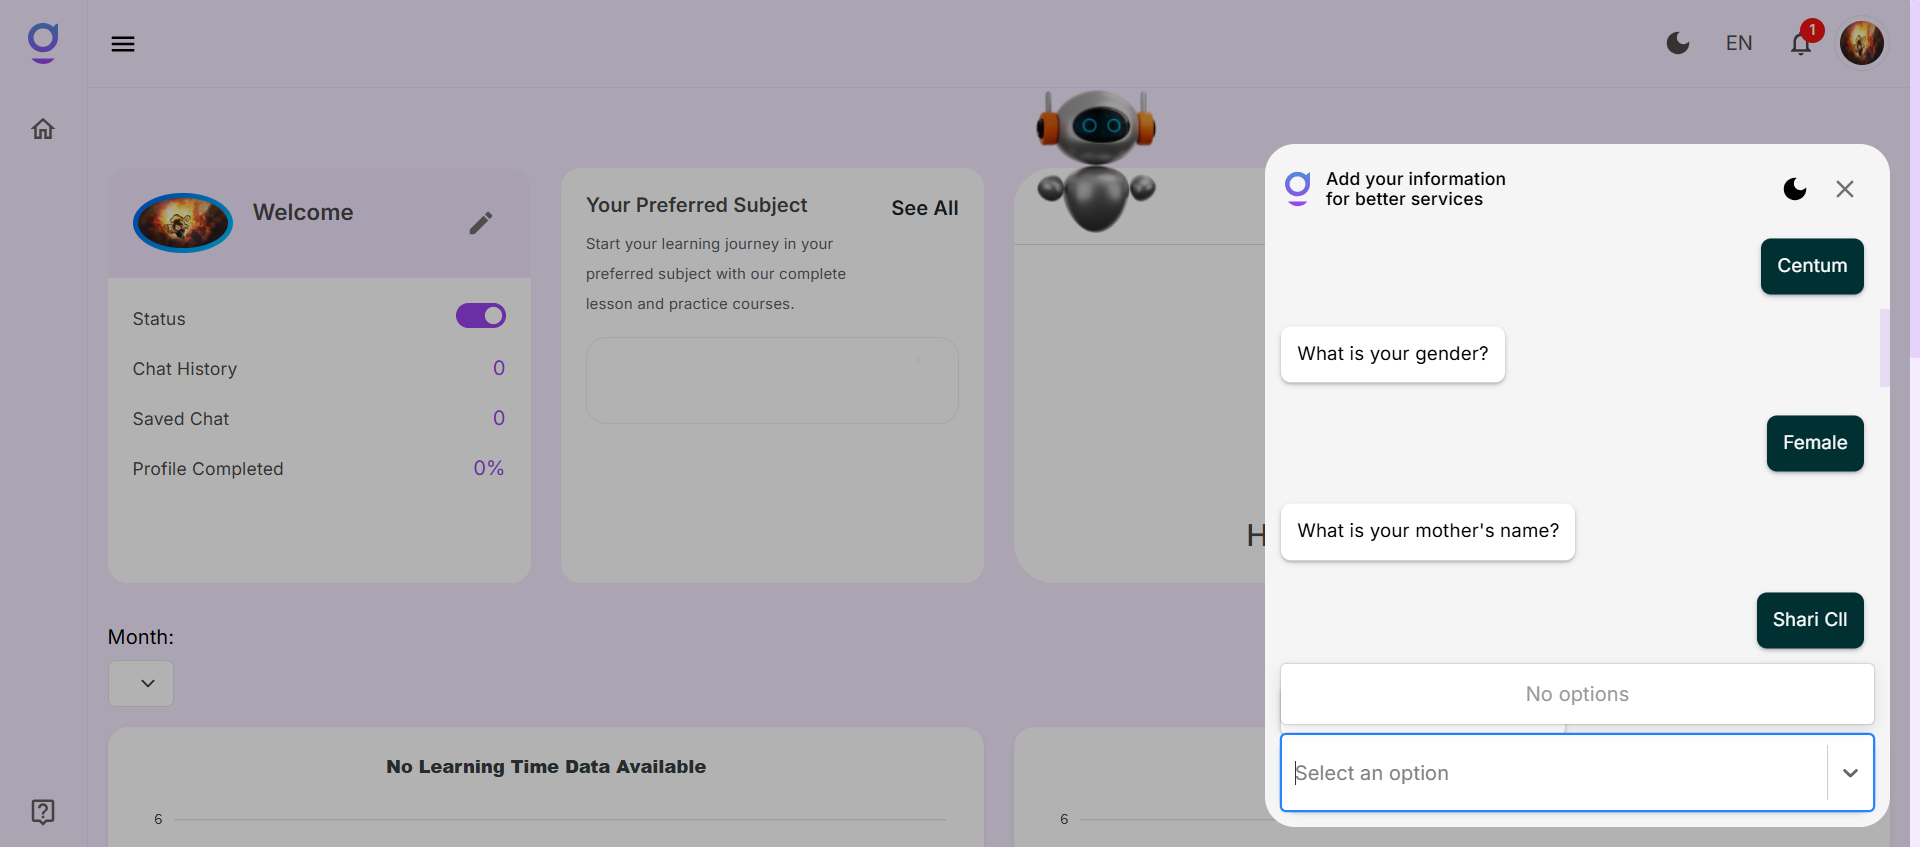 EN
1
Welcome
Status
Chat History
0
Saved Chat
0
Profile Completed
0%
Your Preferred Subject
See All
Start your learning journey in your
preferred subject with our complete
lesson and practice courses.
H
Month:
No Learning Time Data Available
6
6
Add your information
for better services
Centum
What is your gender?
Female
What is your mother's name?
Shari Cll
No options
Select an option